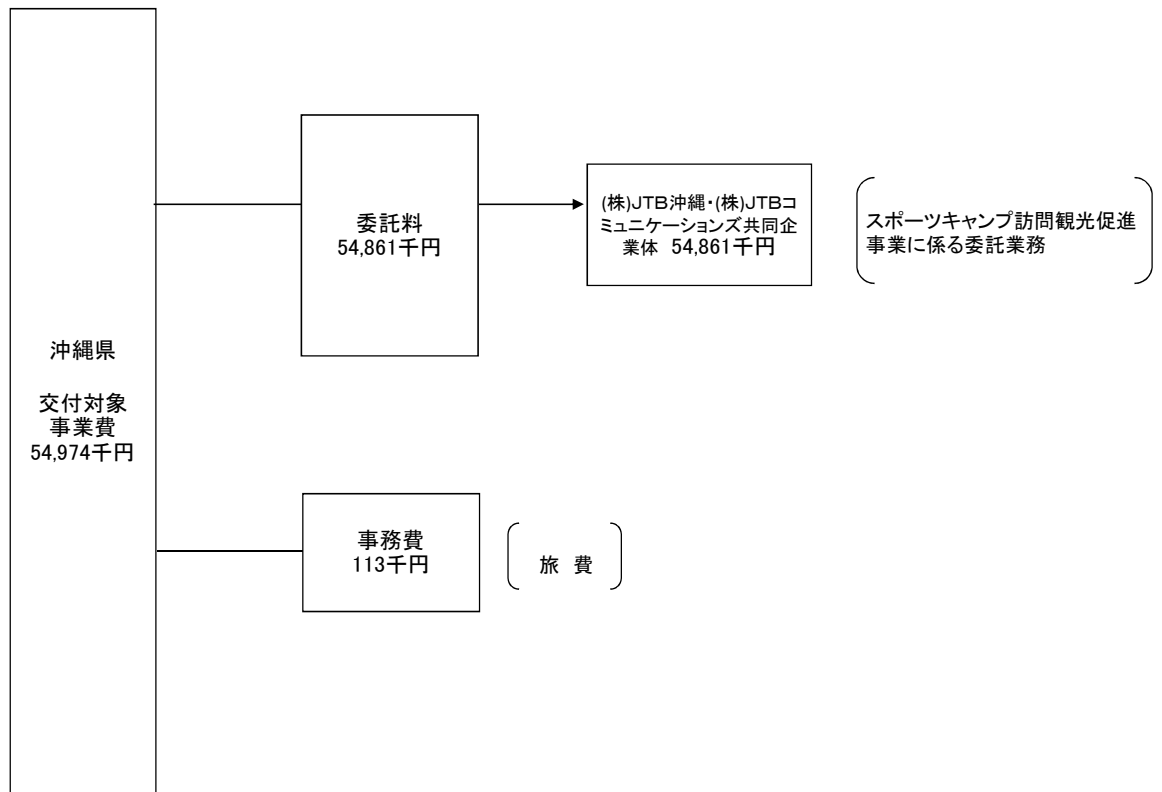 沖縄県
交付対象
事業費
54,974千円
委託料
54,861千円
(株)JTB沖縄・(株)JTBコ
ミュニケーションズ共同企
業体 54,861千円
スポーツキャンプ訪問観光促進
事業に係る委託業務
事務費
113千円
旅 費